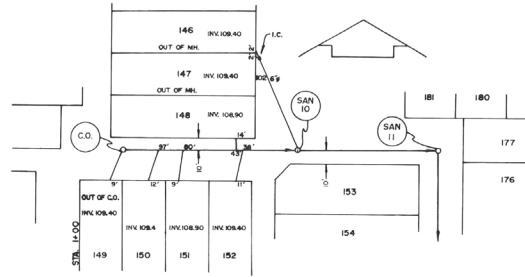 146 INV. 109.40
OUT OF MH.
2' I.C.
2'
147 INV. 109.40
102' 6"
OUT OF MH.
148 INV. 108.90
SAN 10
181 180
SAN 11
C.O.
14'
97' 80' 43' 38'
10'
177
176
9' 12' 9' 11'
10'
153
154
OUT OF C.O.
INV. 109.40
INV. 109.4 INV. 108.90 INV. 109.40
STA. 1+00
149 150 151 152